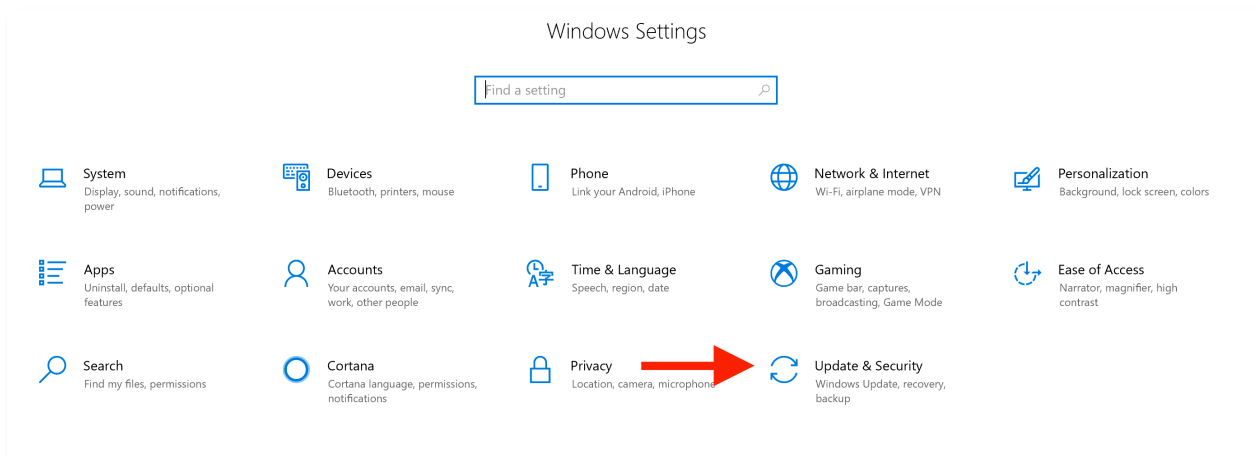 Windows Settings
Find a setting
System
Display, sound, notifications,
power
Devices
Bluetooth, printers, mouse
Phone
Link your Android, iPhone
Network & Internet
Wi-Fi, airplane mode, VPN
Personalization
Background, lock screen, colors
Apps
Uninstall, defaults, optional
features
Accounts
Your accounts, email, sync,
work, other people
Time & Language
Speech, region, date
Gaming
Game bar, captures,
broadcasting, Game Mode
Ease of Access
Narrator, magnifier, high
contrast
Search
Find my files, permissions
Cortana
Cortana language, permissions,
notifications
Privacy
Location, camera, microphone
Update & Security
Windows Update, recovery,
backup